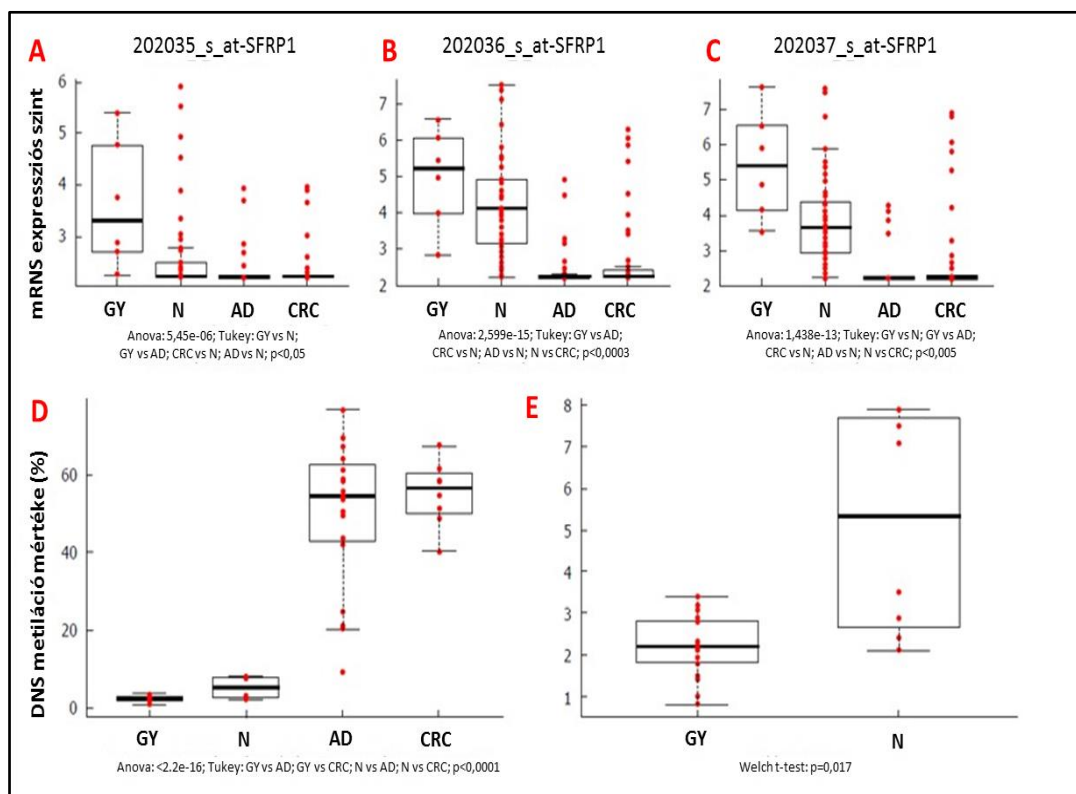 A 202035_s_at-SFRP1
B 202036_s_at-SFRP1
C 202037_s_at-SFRP1
mRNS expressziós szint
6
5
4
3
GY N AD CRC
7
6
5
4
3
2
GY N AD CRC
7
6
5
4
3
2
GY N AD CRC
Anova: 5,45e-06; Tukey: GY vs N;
GY vs AD; CRC vs N; AD vs N; p<0,05
Anova: 2,599e-15; Tukey: GY vs AD;
CRC vs N; AD vs N; N vs CRC; p<0,0003
Anova: 1,438e-13; Tukey: GY vs N; GY vs AD;
CRC vs N; AD vs N; N vs CRC; p<0,005
D
DNS metiláció mértéke (%)
60
40
20
0
GY N AD CRC
Anova: <2.2e-16; Tukey: GY vs AD; GY vs CRC; N vs AD; N vs CRC; p<0,0001
E
8
7
6
5
4
3
2
1
GY N
Welch t-test: p=0,017